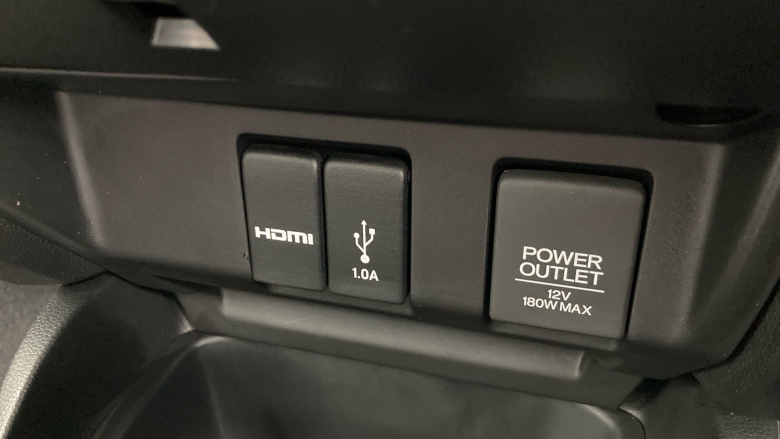 HDMI
1.0A
POWER
OUTLET
12V
180W MAX